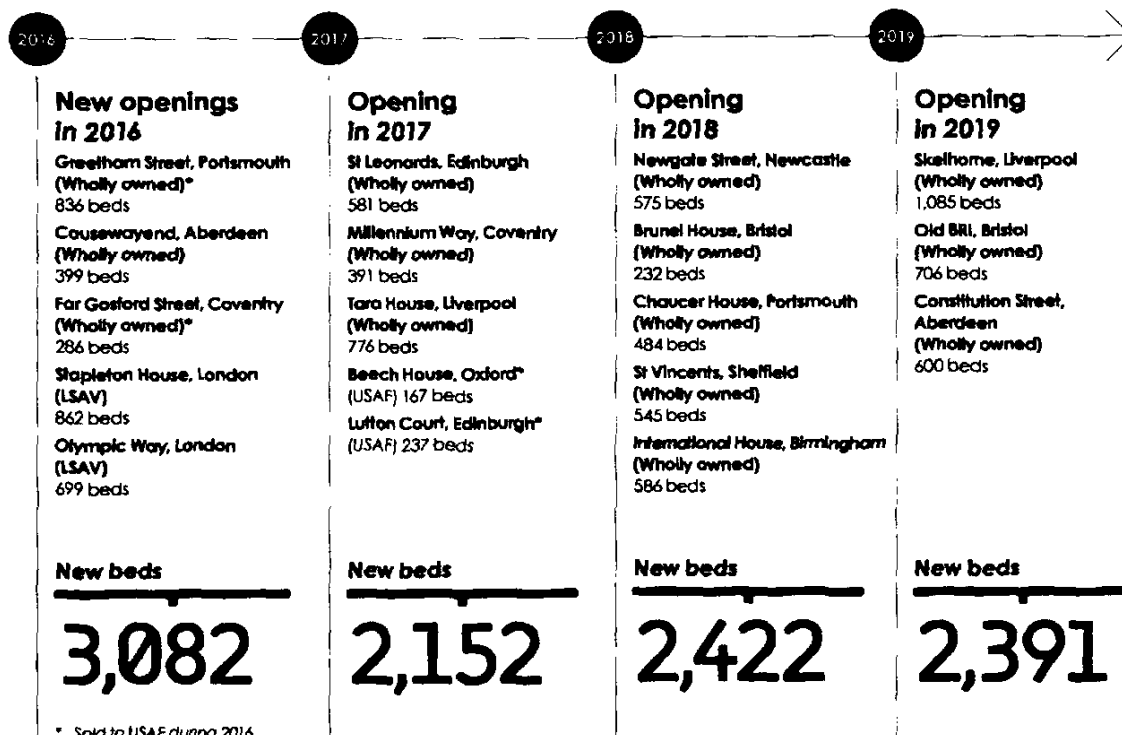 2016
2017
2018
2019
New openings
in 2016
Greetham Street, Portsmouth
(Wholly owned)*
836 beds
Causewayend, Aberdeen
(Wholly owned)
399 beds
Far Gosford Street, Coventry
(Wholly owned)*
286 beds
Stapleton House, London
(LSAV)
862 beds
Olympic Way, London
(LSAV)
699 beds
New beds
3,082
* Sold to USAF during 2016
Opening
in 2017
St Leonards, Edinburgh
(Wholly owned)
581 beds
Millennium Way, Coventry
(Wholly owned)
391 beds
Tara House, Liverpool
(Wholly owned)
776 beds
Beech House, Oxford*
(USAF) 167 beds
Lutton Court, Edinburgh*
(USAF) 237 beds
New beds
2,152
Opening
in 2018
Newgate Street, Newcastle
(Wholly owned)
575 beds
Brunel House, Bristol
(Wholly owned)
232 beds
Chaucer House, Portsmouth
(Wholly owned)
484 beds
St Vincents, Sheffield
(Wholly owned)
545 beds
International House, Birmingham
(Wholly owned)
586 beds
New beds
2,422
Opening
in 2019
Skelhorne, Liverpool
(Wholly owned)
1,085 beds
Old BRI, Bristol
(Wholly owned)
706 beds
Constitution Street,
Aberdeen
(Wholly owned)
600 beds
New beds
2,391